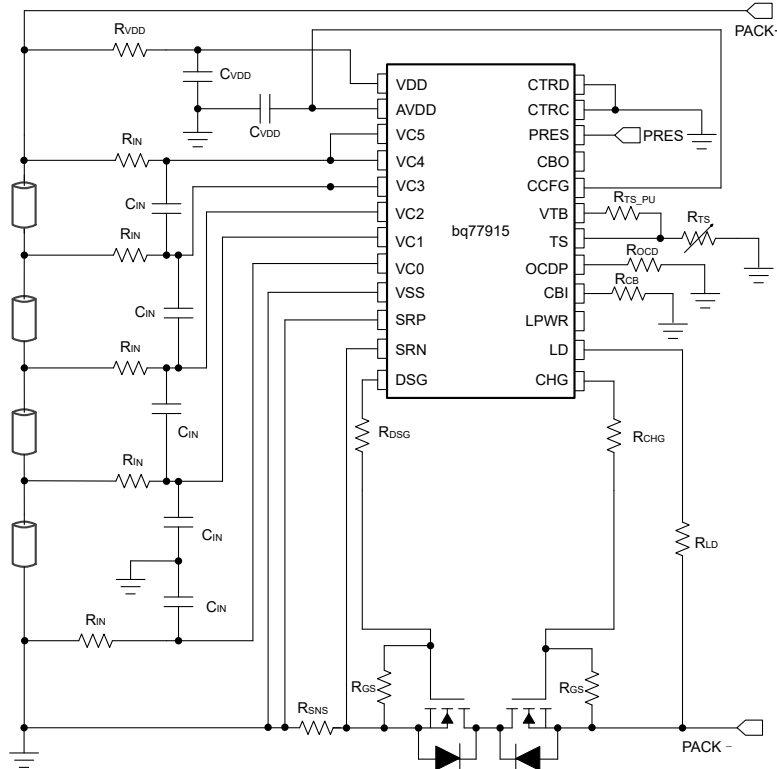 PACK+
RVDD
CVDD
CVDD
RIN
CIN
RIN
CIN
RIN
CIN
RIN
CIN
CIN
RIN
VDD
AVDD
VC5
VC4
VC3
VC2
VC1
VC0
VSS
SRP
SRN
DSG
bq77915
CTRD
CTRC
PRES
CBO
CCFG
VTB
TS
OCDP
CBI
LPWR
LD
CHG
PRES
RTS_PU
RTS
ROCD
RCB
RDSG
RCHG
RLD
RGS
RGS
RSNS
PACK –